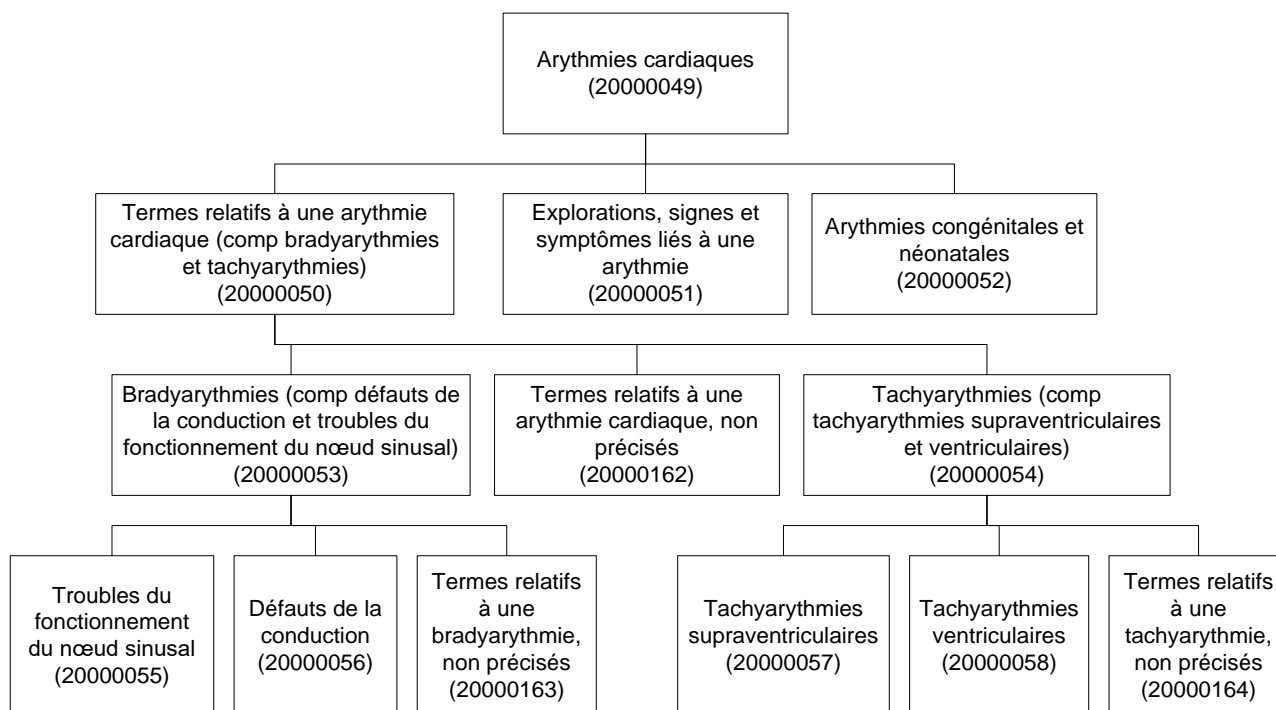 Arythmies cardiaques
(20000049)
Termes relatifs à une arythmie
cardiaque (comp bradyarythmies
et tachyarythmies)
(20000050)
Explorations, signes et
symptômes liés à une
arythmie
(20000051)
Arythmies congénitales et
néonatales
(20000052)
Bradyarythmies (comp défauts de
la conduction et troubles du
fonctionnement du nœud sinusal)
(20000053)
Termes relatifs à une
arythmie cardiaque, non
précisés
(20000162)
Tachyarythmies (comp
tachyarythmies supraventriculaires
et ventriculaires)
(20000054)
Troubles du
fonctionnement
du nœud sinusal
(20000055)
Défauts de la
conduction
(20000056)
Termes relatifs
à une
bradyarythmie,
non précisés
(20000163)
Tachyarythmies
supraventriculaires
(20000057)
Tachyarythmies
ventriculaires
(20000058)
Termes relatifs
à une
tachyarythmie,
non précisés
(20000164)